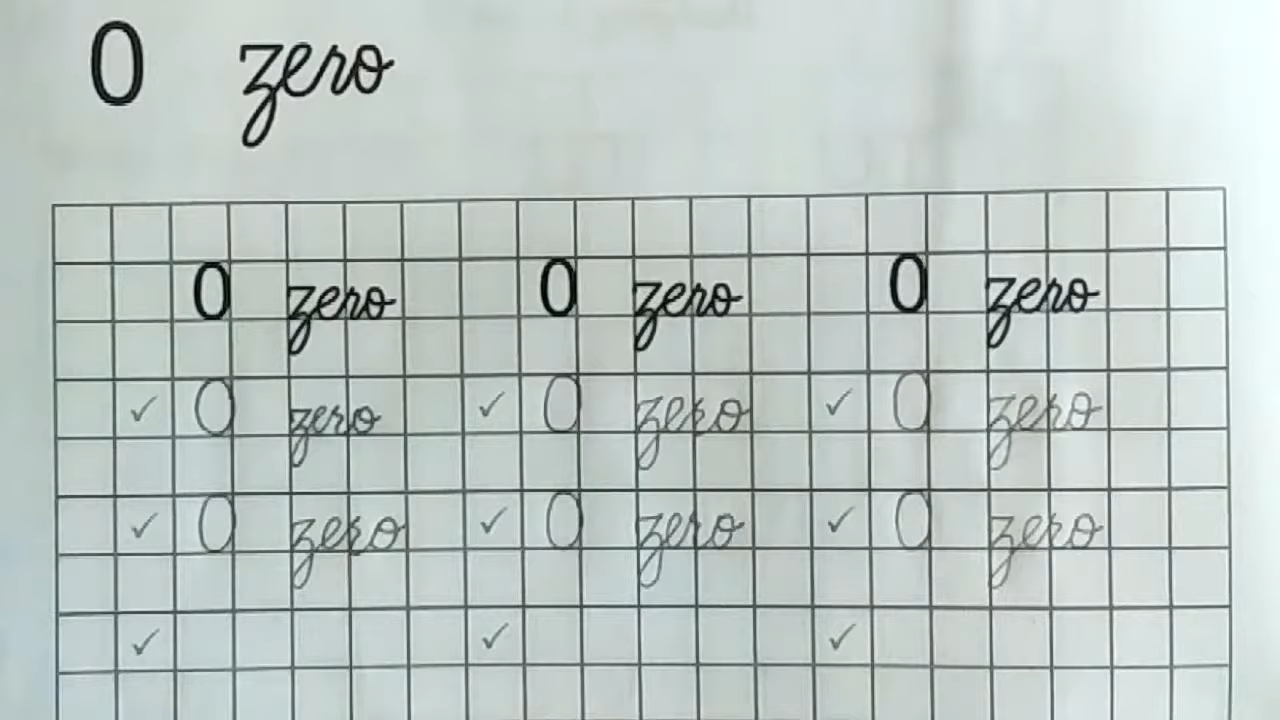 0 zero
0 zero 0 zero 0 zero
✓ 0 zero ✓ 0 zero ✓ 0 zero
✓ 0 zero ✓ 0 zero ✓ 0 zero
✓ ✓ ✓